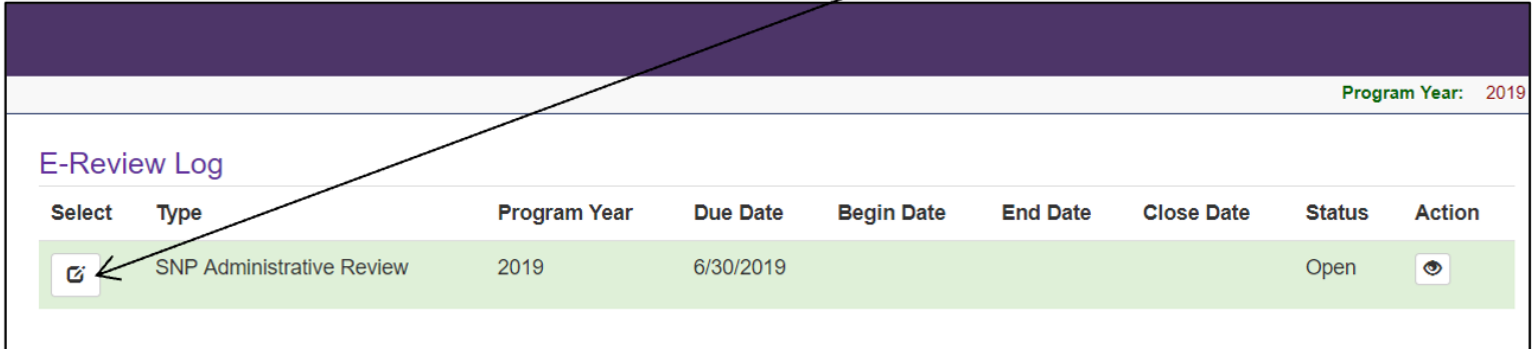 Program Year: 2019
E-Review Log
Select Type Program Year Due Date Begin Date End Date Close Date Status Action
SNP Administrative Review 2019 6/30/2019 Open